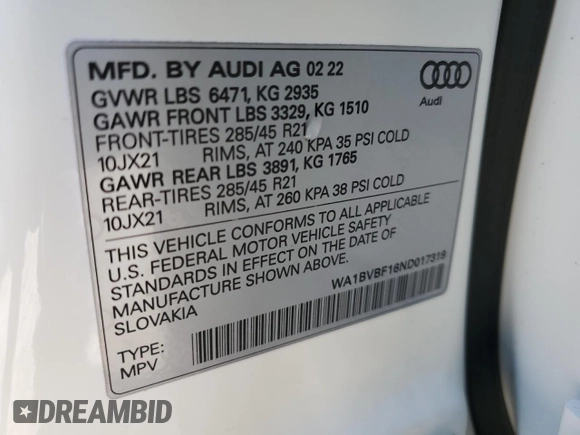 MFD. BY AUDI AG 02 22
GVWR LBS 6471, KG 2935
GAWR FRONT LBS 3329, KG 1510
FRONT-TIRES 285/45 R21
10JX21 RIMS, AT 240 KPA 35 PSI COLD
GAWR REAR LBS 3891, KG 1765
REAR-TIRES 285/45 R21
10JX21 RIMS, AT 260 KPA 38 PSI COLD
Audi
THIS VEHICLE CONFORMS TO ALL APPLICABLE
U.S. FEDERAL MOTOR VEHICLE SAFETY
STANDARDS IN EFFECT ON THE DATE OF
MANUFACTURE SHOWN ABOVE.
SLOVAKIA
WA1BVBF16ND017319
TYPE:
MPV
DREAMBID